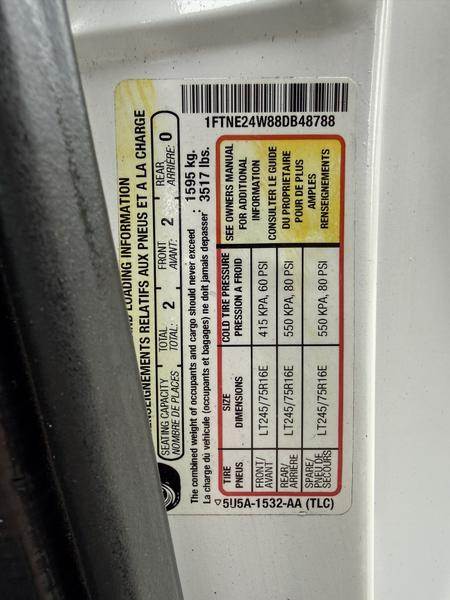 1FTNE24W88DB48788
LOADING INFORMATION
RENSEIGNEMENTS RELATIFS AUX PNEUS ET A LA CHARGE
SEATING CAPACITY TOTAL 2 FRONT 2 REAR 0
NOMBRE DE PLACES TOTAL: AVANT: ARRIÈRE:
The combined weight of occupants and cargo should never exceed : 1595 kg.
La charge du véhicule (occupants et bagages) ne doit jamais depasser : 3517 lbs.
TIRE SIZE COLD TIRE PRESSURE SEE OWNERS MANUAL
PNEUS DIMENSIONS PRESSION A FROID FOR ADDITIONAL
FRONT/ LT245/75R16E 415 KPA, 60 PSI INFORMATION
AVANT CONSULTER LE GUIDE
REAR/ LT245/75R16E 550 KPA, 80 PSI DU PROPRIETAIRE
ARRIÈRE POUR DE PLUS
SPARE/ LT245/75R16E 550 KPA, 80 PSI AMPLES
PNEU DE RENSEIGNEMENTS
SECOURS
5U5A-1532-AA (TLC)